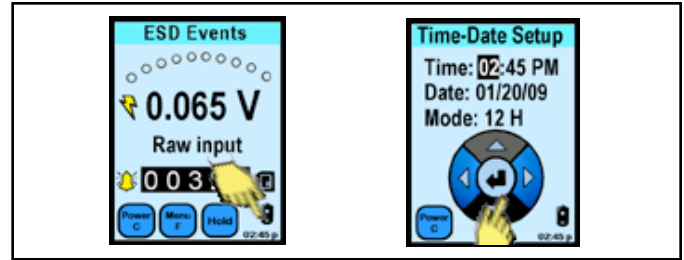 ESD Events
0.065 V
Raw input
003
Power
C
Menu
F
Hold
02:45 p
Time-Date Setup
Time: 02:45 PM
Date: 01/20/09
Mode: 12 H
Power
C
02:45 p